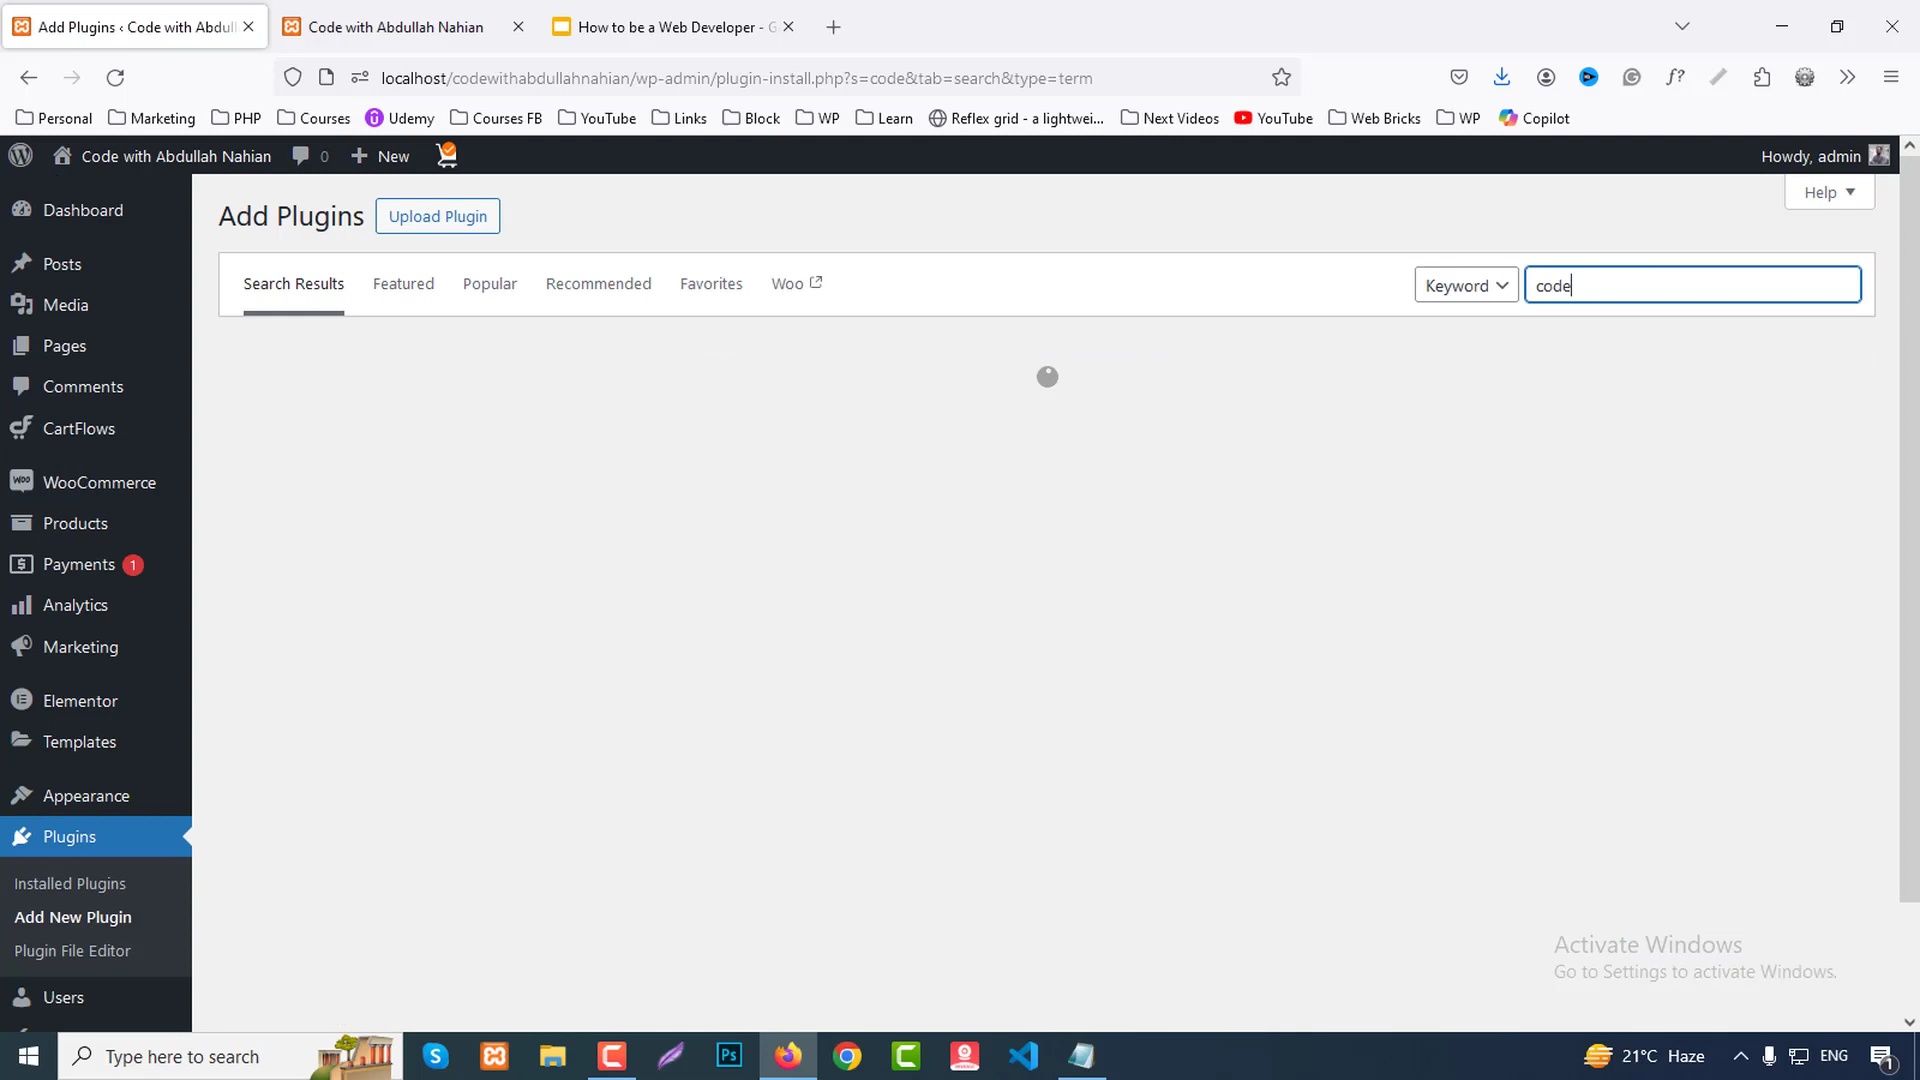 Add Plugins ‹ Code with Abdull
Code with Abdullah Nahian
How to be a Web Developer - G
localhost/codewithabdullahnahian/wp-admin/plugin-install.php?s=code&tab=search&type=term
Personal
Marketing
PHP
Courses
Udemy
Courses FB
YouTube
Links
Block
WP
Learn
Reflex grid - a lightwei...
Next Videos
YouTube
Web Bricks
WP
Copilot
Code with Abdullah Nahian
0
New
Howdy, admin
Help
Add Plugins
Upload Plugin
Search Results
Featured
Popular
Recommended
Favorites
Woo
Keyword
code
Dashboard
Posts
Media
Pages
Comments
CartFlows
WooCommerce
Products
Payments 1
Analytics
Marketing
Elementor
Templates
Appearance
Plugins
Installed Plugins
Add New Plugin
Plugin File Editor
Users
Activate Windows
Go to Settings to activate Windows.
Type here to search
Ps
21°C Haze
ENG
1